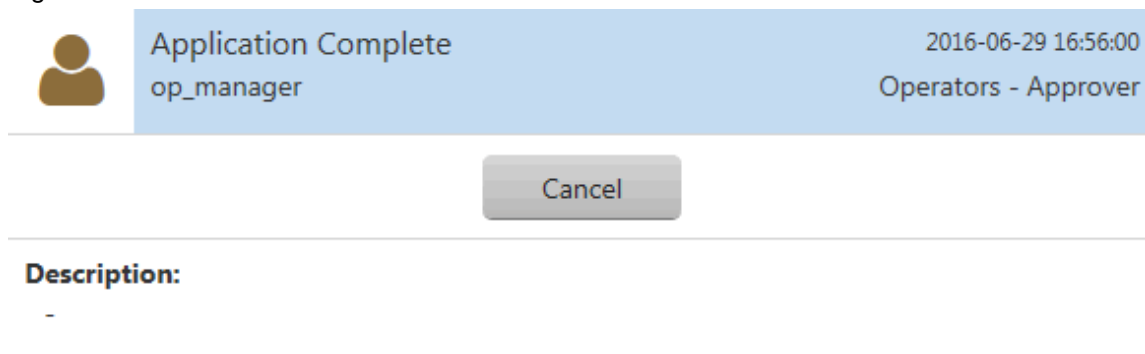 Application Complete
2016-06-29 16:56:00
op_manager
Operators - Approver
Cancel
Description:
-